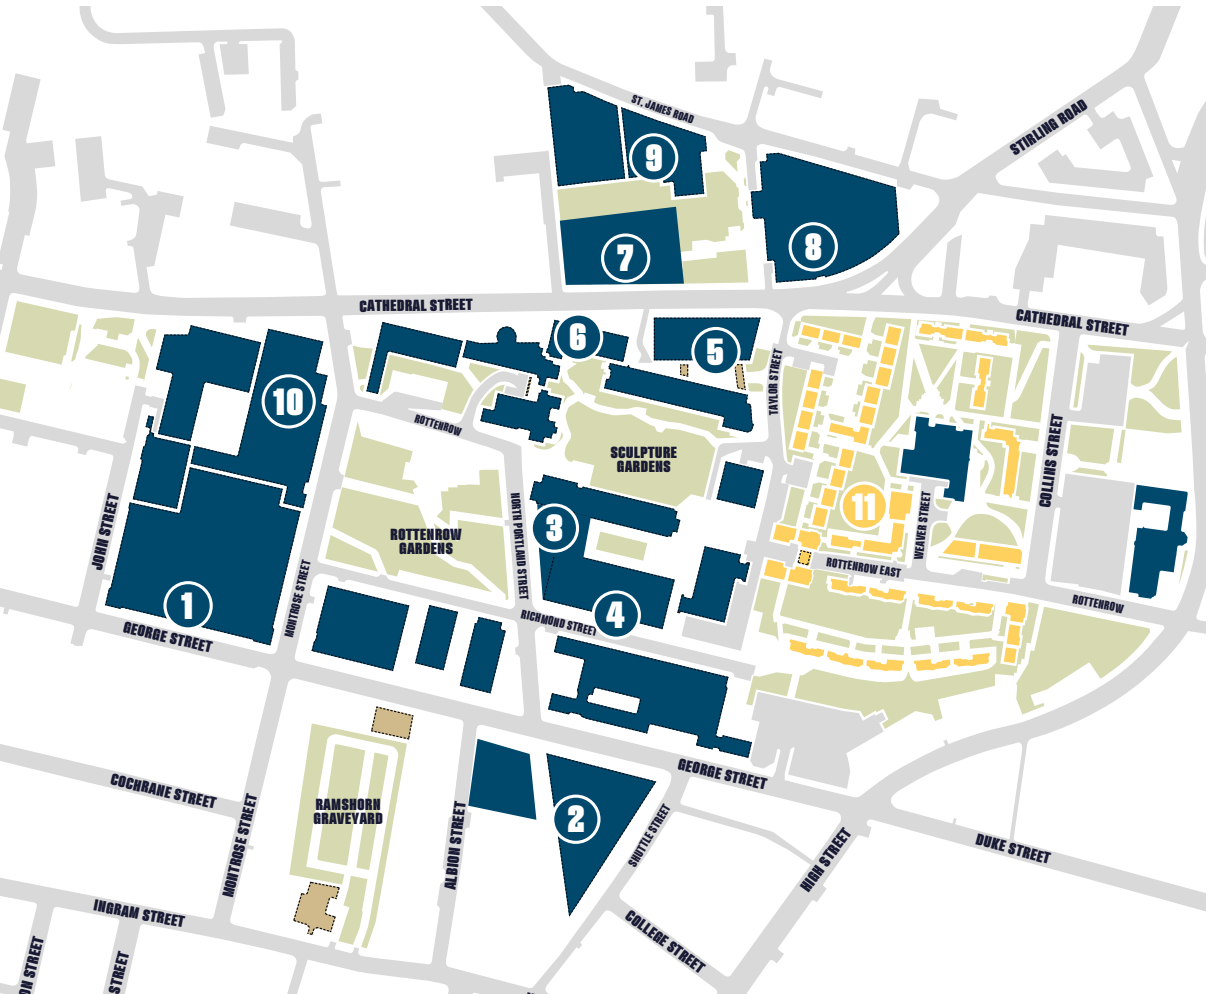 ST. JAMES ROAD
STIRLING ROAD
9
8
7
CATHEDRAL STREET
CATHEDRAL STREET
6
5
TAYLOR STREET
10
ROTTENROW
SCULPTURE
GARDENS
COLLINS STREET
11
WEAVER STREET
JOHN STREET
NORTH PORTLAND STREET
3
ROTTENROW
GARDENS
ROTTENROW EAST
MONTROSE STREET
1
4
ROTTENROW
GEORGE STREET
RICHMOND STREET
GEORGE STREET
COCHRANE STREET
RAMSHORN
GRAVEYARD
2
MONTROSE STREET
ALBION STREET
SHUTTLE STREET
HIGH STREET
DUKE STREET
INGRAM STREET
COLLEGE STREET
ON STREET
STREET